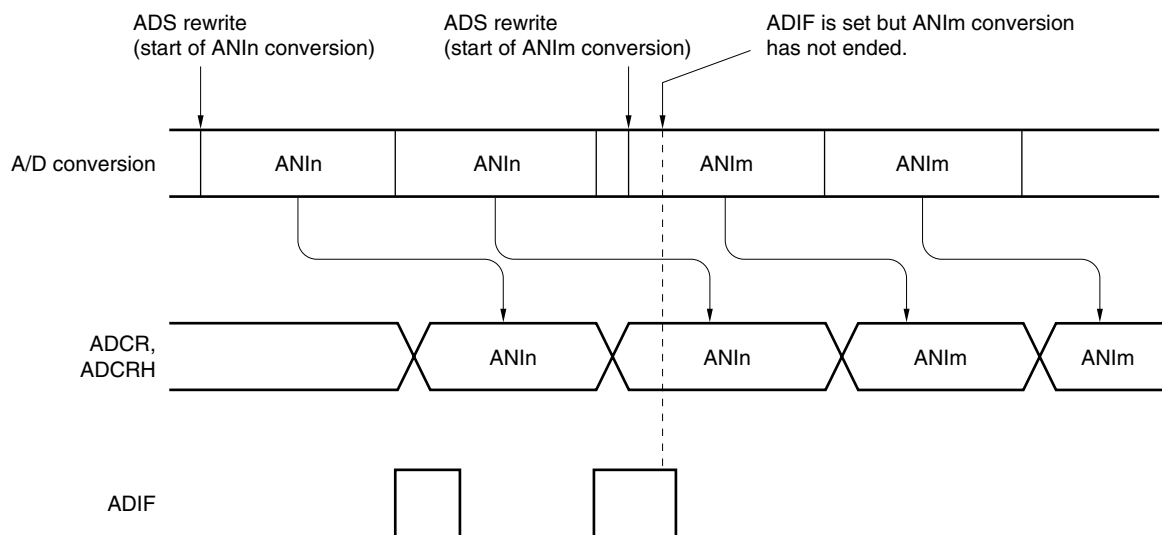 ADS rewrite
(start of ANIn conversion)
ADS rewrite
(start of ANIm conversion)
ADIF is set but ANIm conversion
has not ended.
A/D conversion
ANIn
ANIn
ANIm
ANIm
ADCR,
ADCRH
ANIn
ANIn
ANIm
ANIm
ADIF